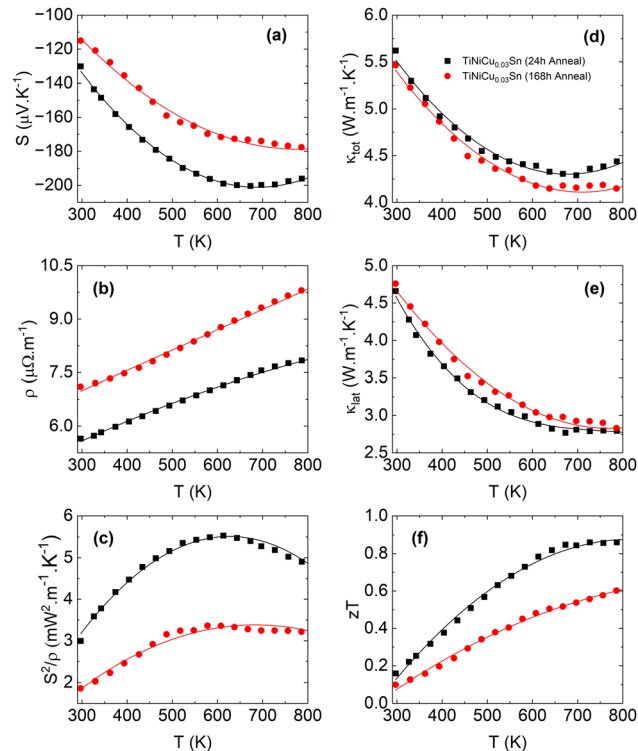 (a)
S (μV.K⁻¹)
−100
−120
−140
−160
−180
−200
300 400 500 600 700 800
T (K)
(d)
TiNiCu₀.₀₃Sn (24h Anneal)
TiNiCu₀.₀₃Sn (168h Anneal)
κtot (W.m⁻¹.K⁻¹)
6.0
5.5
5.0
4.5
4.0
300 400 500 600 700 800
T (K)
(b)
ρ (μΩ.m⁻¹)
10.5
9.0
7.5
6.0
300 400 500 600 700 800
T (K)
(e)
κlat (W.m⁻¹.K⁻¹)
5.0
4.5
4.0
3.5
3.0
2.5
300 400 500 600 700 800
T (K)
(c)
S²/ρ (mW².m⁻¹.K⁻¹)
6
5
4
3
2
300 400 500 600 700 800
T (K)
(f)
zT
1.0
0.8
0.6
0.4
0.2
0.0
300 400 500 600 700 800
T (K)